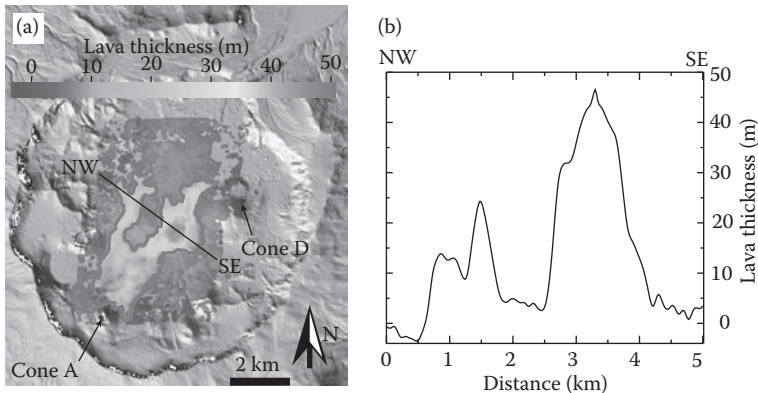 (a)
Lava thickness (m)
0 10 20 30 40 50
NW
SE
Cone D
Cone A
2 km
N
(b)
NW SE
50
40
30
20
10
0
Lava thickness (m)
0 1 2 3 4 5
Distance (km)